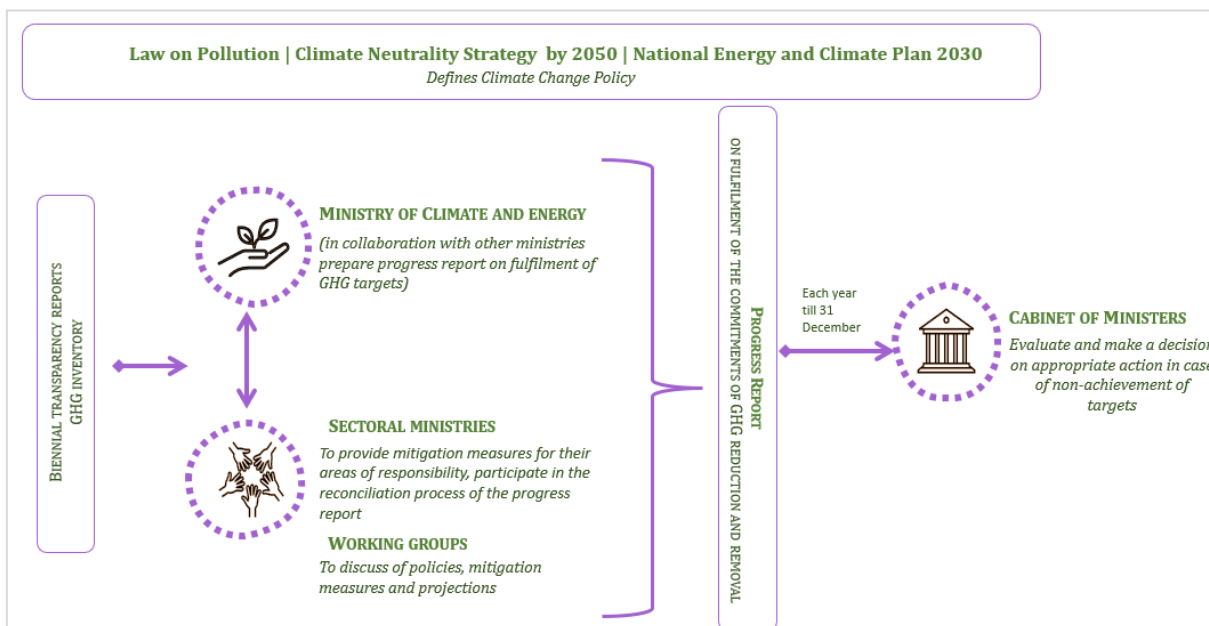 Law on Pollution | Climate Neutrality Strategy by 2050 | National Energy and Climate Plan 2030
Defines Climate Change Policy
BIENNIAL TRANSPARENCY REPORTS
GHG INVENTORY
MINISTRY OF CLIMATE AND ENERGY
(in collaboration with other ministries
prepare progress report on fulfilment of
GHG targets)
SECTORAL MINISTRIES
To provide mitigation measures for their
areas of responsibility, participate in the
reconciliation process of the progress
report
WORKING GROUPS
To discuss of policies, mitigation
measures and projections
PROGRESS REPORT
ON FULFILMENT OF THE COMMITMENTS OF GHG REDUCTION AND REMOVAL
Each year
till 31
December
CABINET OF MINISTERS
Evaluate and make a decision
on appropriate action in case
of non-achievement of
targets